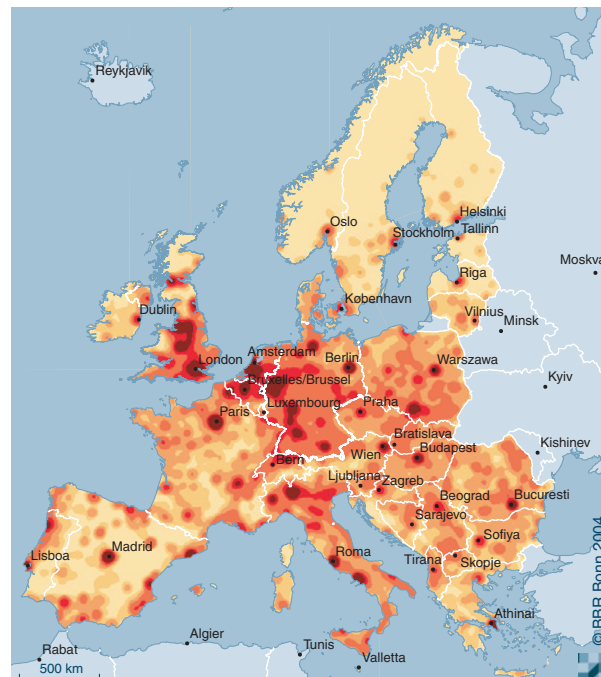 Reykjavik
Oslo
Helsinki
Tallinn
Stockholm
Moskva
Riga
København
Vilnius
Minsk
Dublin
London
Amsterdam
Berlin
Warszawa
Bruxelles/Brussel
Kyiv
Luxembourg
Praha
Paris
Bratislava
Kishinev
Wien
Budapest
Bern
Ljubljana
Zagreb
Beograd
Bucuresti
Sarajevo
Sofiya
Lisboa
Madrid
Roma
Tirana
Skopje
Athinai
Algier
Tunis
Rabat
Valletta
500 km
©BBR Bonn 2004